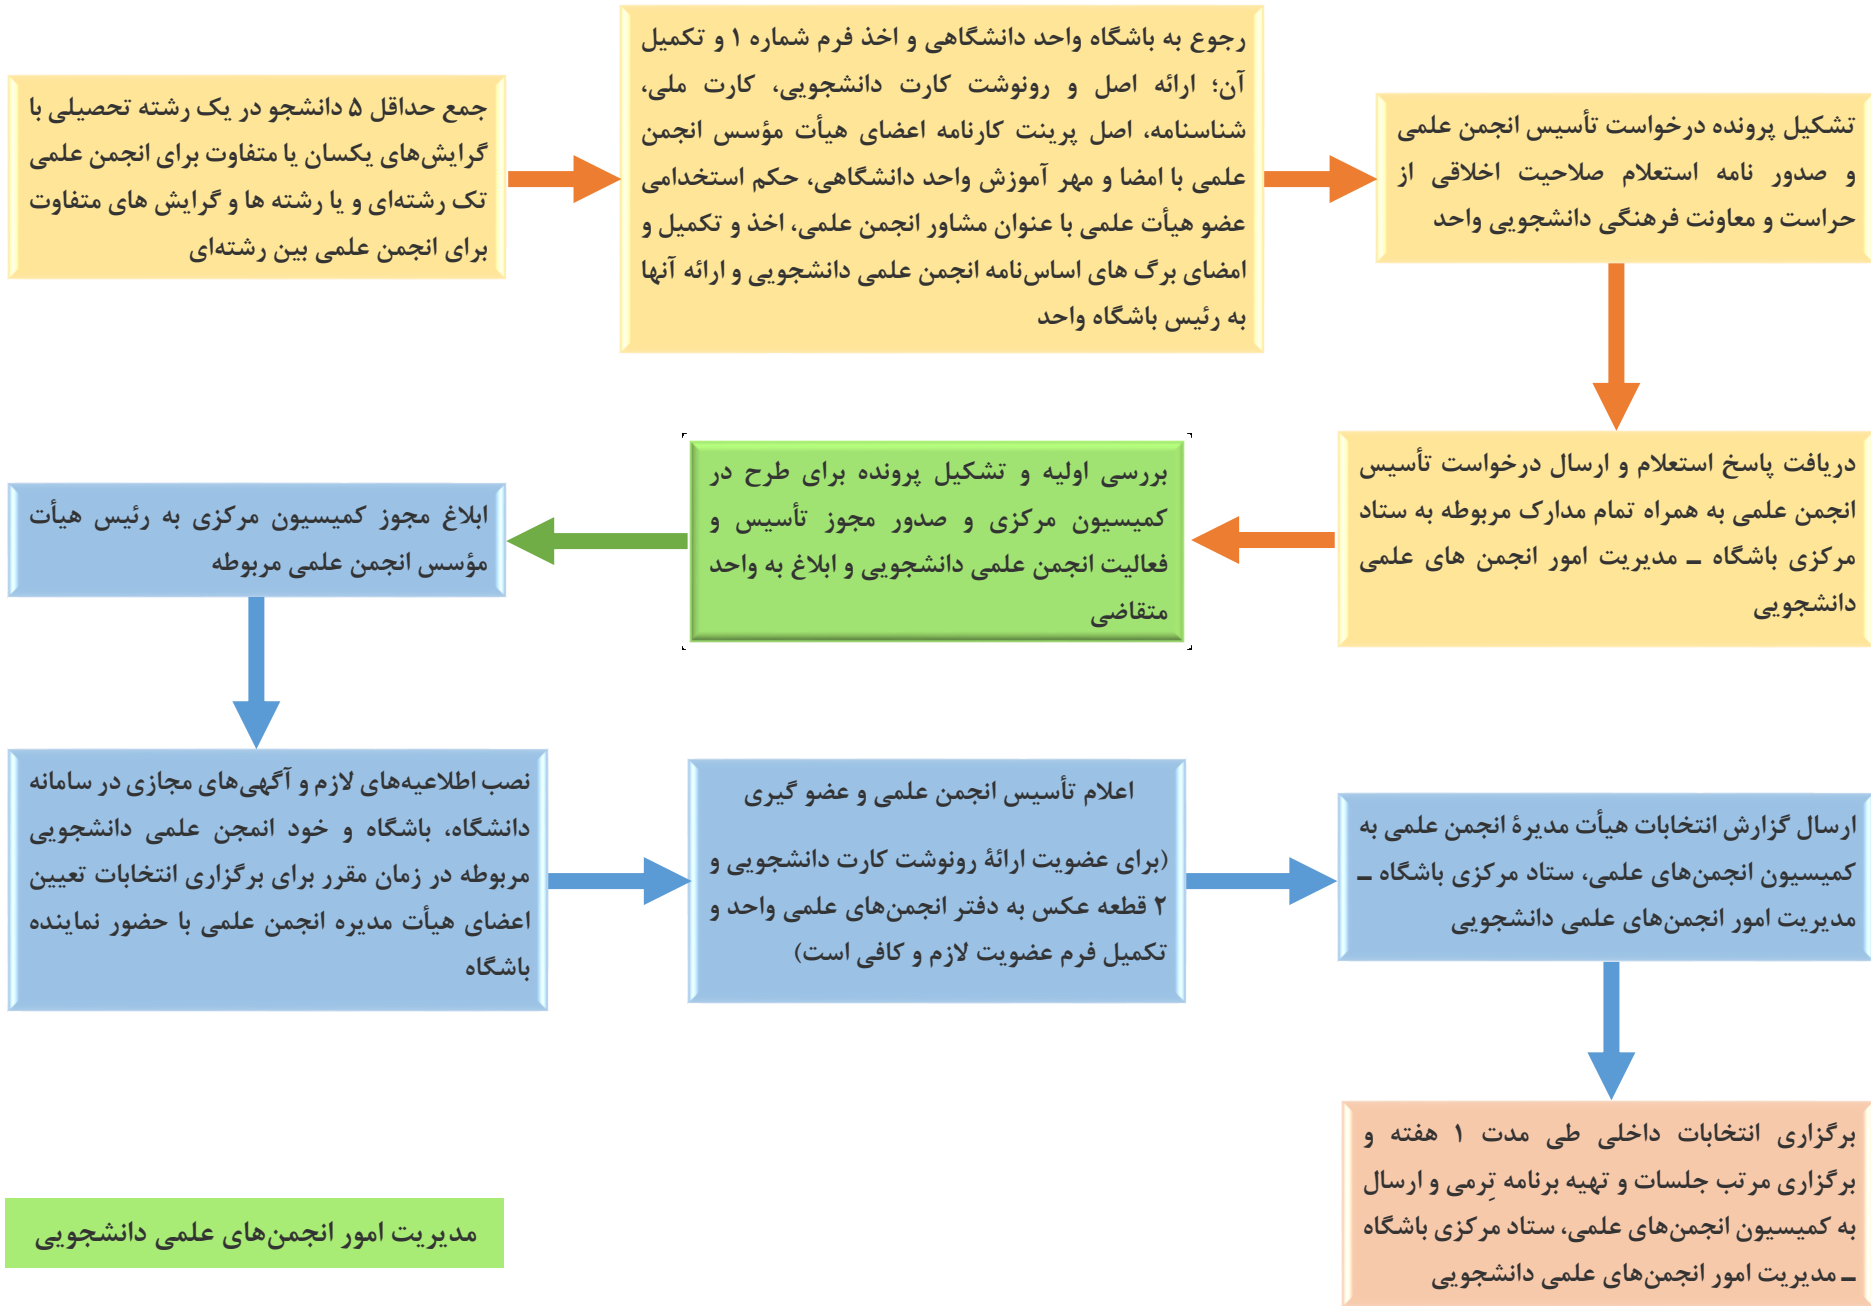 جمع حداقل ۵ دانشجو در یک رشته تحصیلی با
گرایش‌های یکسان یا متفاوت برای انجمن علمی
تک رشته‌ای و یا رشته ها و گرایش های متفاوت
برای انجمن علمی بین رشته‌ای
رجوع به باشگاه واحد دانشگاهی و اخذ فرم شماره ۱ و تکمیل
آن؛ ارائه اصل و رونوشت کارت دانشجویی، کارت ملی،
شناسنامه، اصل پرینت کارنامه اعضای هیأت مؤسس انجمن
علمی با امضا و مهر آموزش واحد دانشگاهی، حکم استخدامی
عضو هیأت علمی با عنوان مشاور انجمن علمی، اخذ و تکمیل و
امضای برگ های اساس‌نامه انجمن علمی دانشجویی و ارائه آنها
به رئیس باشگاه واحد
تشکیل پرونده درخواست تأسیس انجمن علمی
و صدور نامه استعلام صلاحیت اخلاقی از
حراست و معاونت فرهنگی دانشجویی واحد
دریافت پاسخ استعلام و ارسال درخواست تأسیس
انجمن علمی به همراه تمام مدارک مربوطه به ستاد
مرکزی باشگاه ــ مدیریت امور انجمن های علمی
دانشجویی
بررسی اولیه و تشکیل پرونده برای طرح در
کمیسیون مرکزی و صدور مجوز تأسیس و
فعالیت انجمن علمی دانشجویی و ابلاغ به واحد
متقاضی
ابلاغ مجوز کمیسیون مرکزی به رئیس هیأت
مؤسس انجمن علمی مربوطه
نصب اطلاعیه‌های لازم و آگهی‌های مجازی در سامانه
دانشگاه، باشگاه و خود انمجن علمی دانشجویی
مربوطه در زمان مقرر برای برگزاری انتخابات تعیین
اعضای هیأت مدیره انجمن علمی با حضور نماینده
باشگاه
اعلام تأسیس انجمن علمی و عضو گیری
(برای عضویت ارائهٔ رونوشت کارت دانشجویی و
۲ قطعه عکس به دفتر انجمن‌های علمی واحد و
تکمیل فرم عضویت لازم و کافی است)
ارسال گزارش انتخابات هیأت مدیرهٔ انجمن علمی به
کمیسیون انجمن‌های علمی، ستاد مرکزی باشگاه ــ
مدیریت امور انجمن‌های علمی دانشجویی
برگزاری انتخابات داخلی طی مدت ۱ هفته و
برگزاری مرتب جلسات و تهیه برنامه تِرمی و ارسال
به کمیسیون انجمن‌های علمی، ستاد مرکزی باشگاه
ــ مدیریت امور انجمن‌های علمی دانشجویی
مدیریت امور انجمن‌های علمی دانشجویی